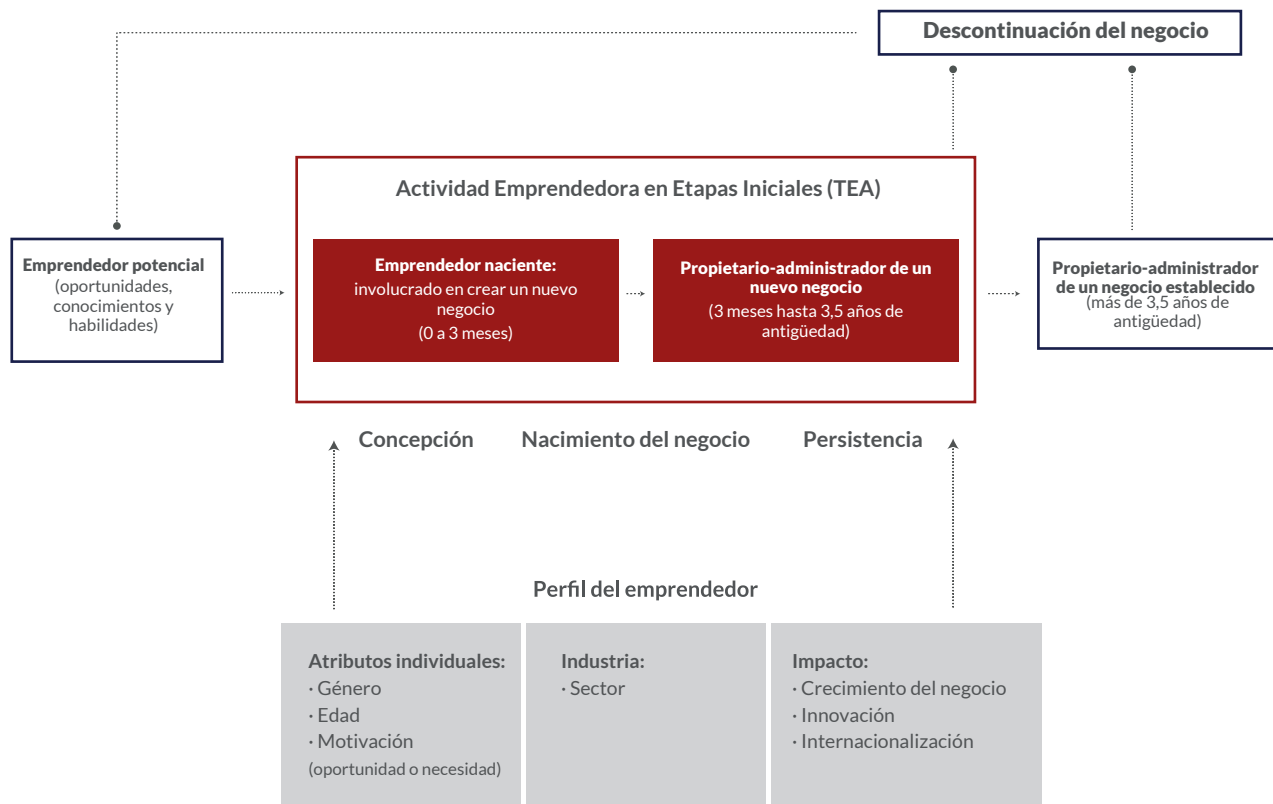 Descontinuación del negocio
Actividad Emprendedora en Etapas Iniciales (TEA)
Emprendedor potencial
(oportunidades,
conocimientos y
habilidades)
Emprendedor naciente:
involucrado en crear un nuevo
negocio
(0 a 3 meses)
Propietario-administrador de un
nuevo negocio
(3 meses hasta 3,5 años de
antigüedad)
Propietario-administrador
de un negocio establecido
(más de 3,5 años de
antigüedad)
Concepción
Nacimiento del negocio
Persistencia
Perfil del emprendedor
Atributos individuales:
· Género
· Edad
· Motivación
(oportunidad o necesidad)
Industria:
· Sector
Impacto:
· Crecimiento del negocio
· Innovación
· Internacionalización